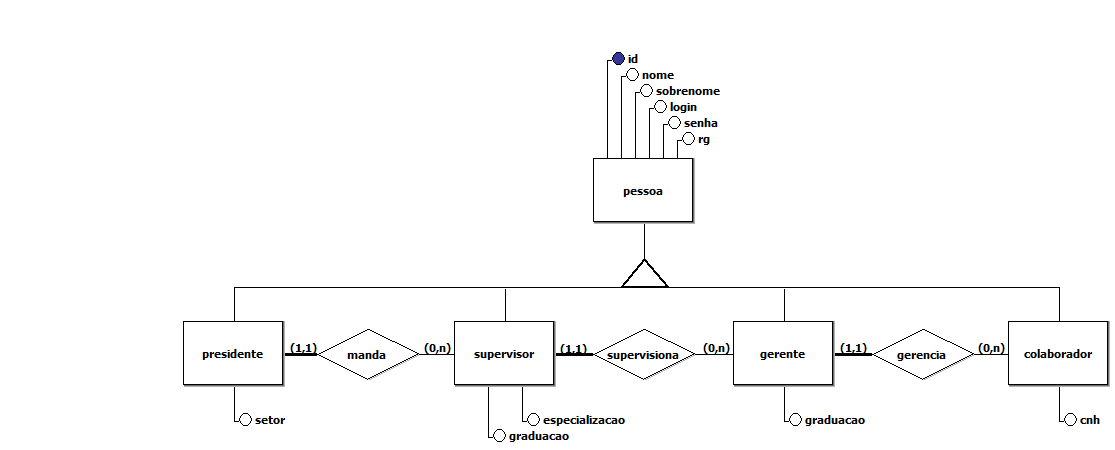 id
nome
sobrenome
login
senha
rg
pessoa
presidente (1,1) manda (0,n) supervisor (1,1) supervisiona (0,n) gerente (1,1) gerencia (0,n) colaborador
setor especializacao graduacao cnh
graduacao